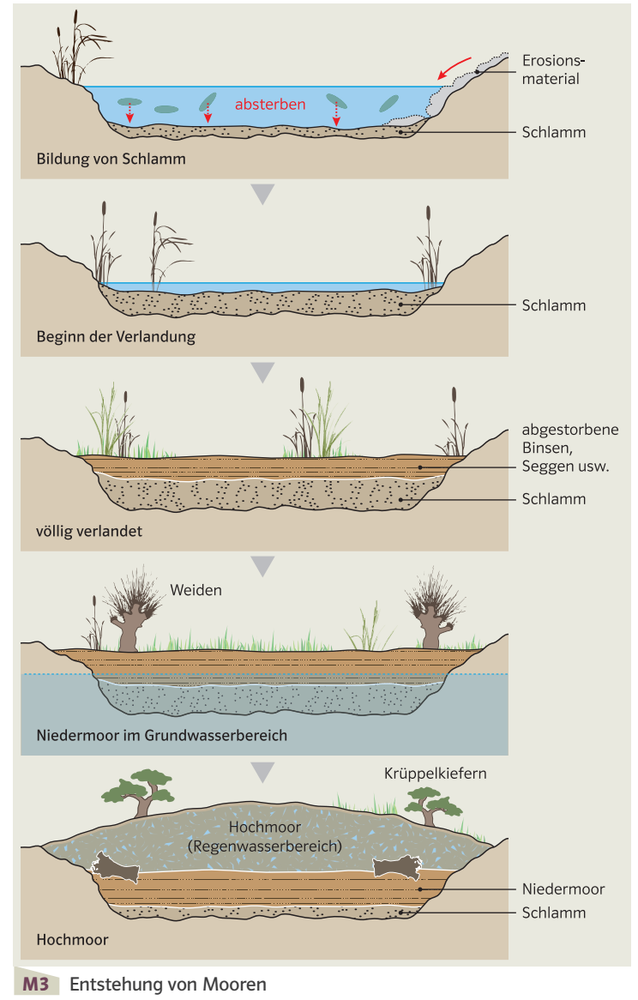 Erosions-
material
absterben
Schlamm
Bildung von Schlamm
Schlamm
Beginn der Verlandung
abgestorbene
Binsen,
Seggen usw.
Schlamm
völlig verlandet
Weiden
Niedermoor im Grundwasserbereich
Krüppelkiefern
Hochmoor
(Regenwasserbereich)
Niedermoor
Schlamm
Hochmoor
M3 Entstehung von Mooren